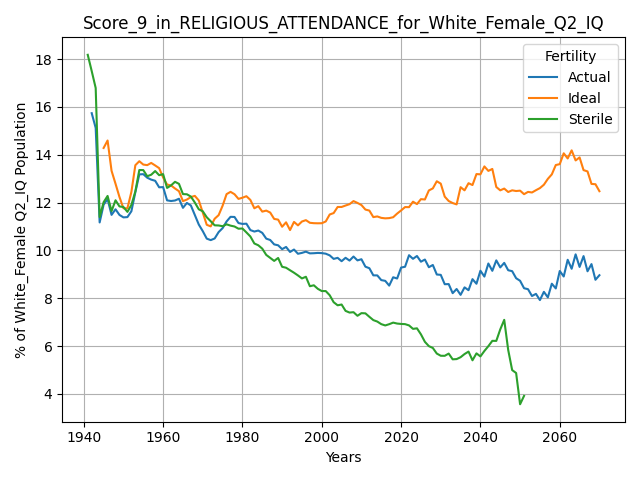 Score_9_in_RELIGIOUS_ATTENDANCE_for_White_Female_Q2_IQ
Fertility
Actual
Ideal
Sterile
% of White_Female Q2_IQ Population
18
16
14
12
10
8
6
4
1940 1960 1980 2000 2020 2040 2060
Years